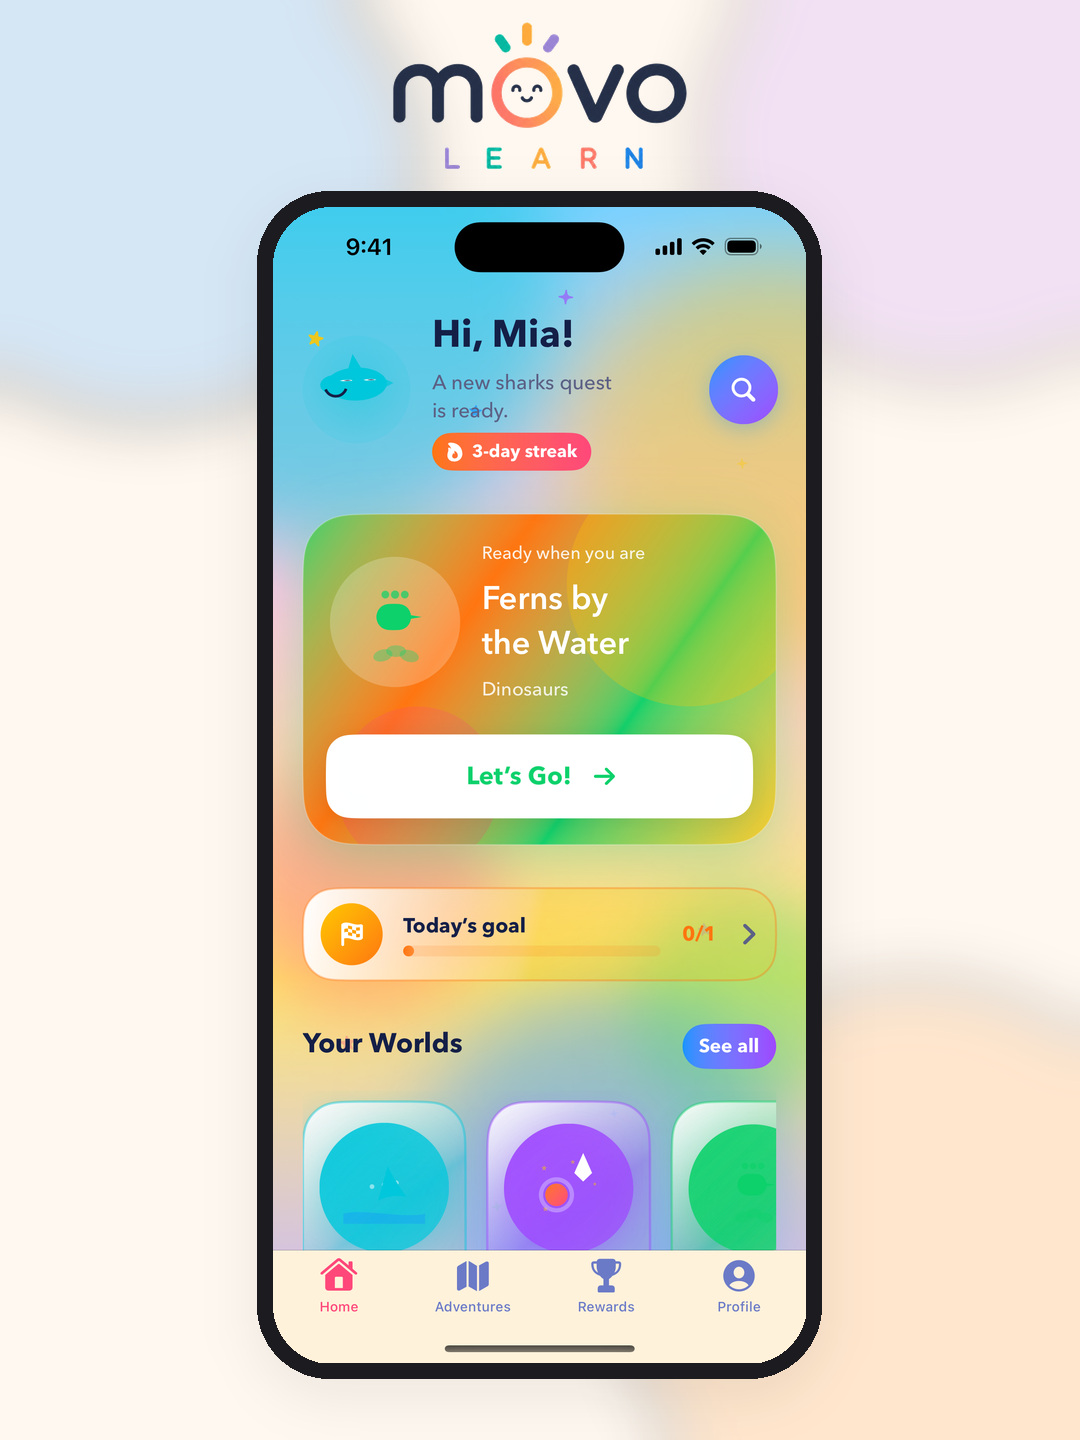 movo
LEARN
9:41
Hi, Mia!
A new sharks quest
is ready.
3-day streak
Ready when you are
Ferns by
the Water
Dinosaurs
Let's Go!
Today's goal
0/1
Your Worlds
See all
Home
Adventures
Rewards
Profile